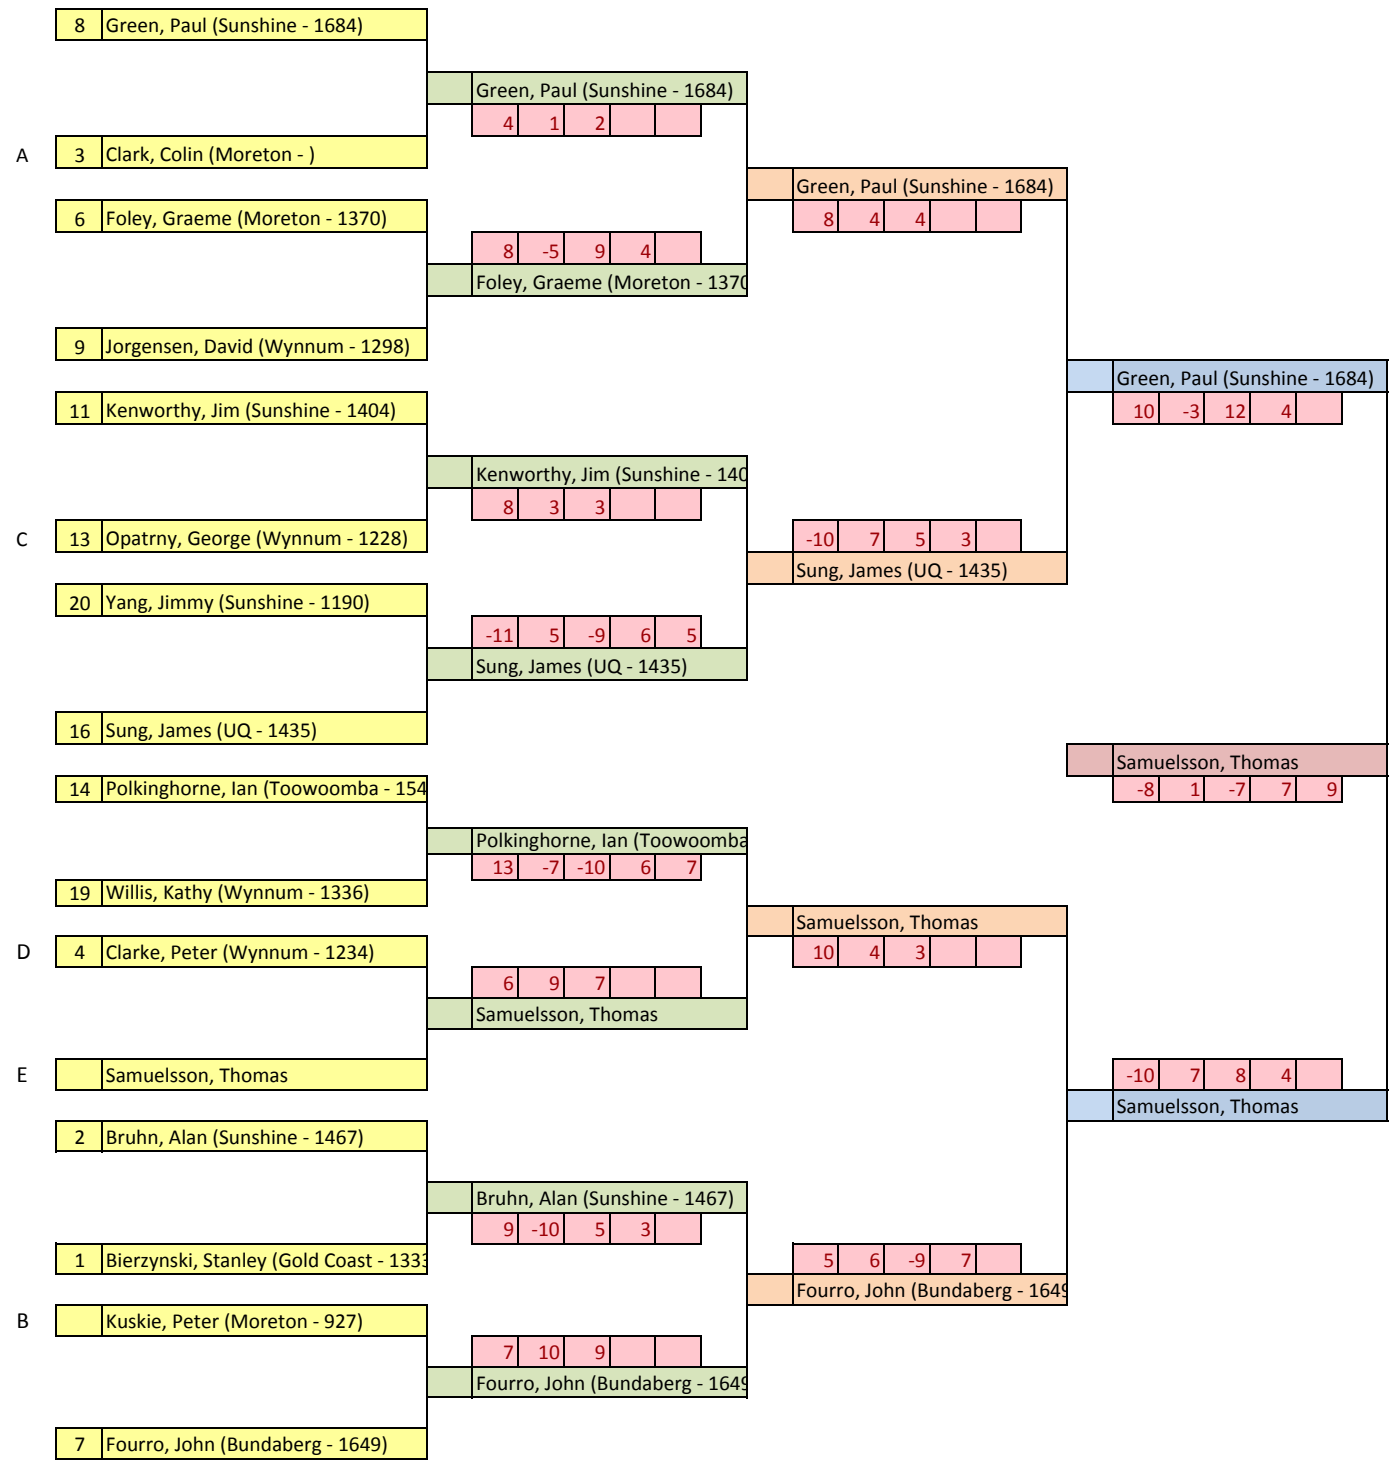 8 Green, Paul (Sunshine - 1684)
Green, Paul (Sunshine - 1684)
4 1 2
A 3 Clark, Colin (Moreton - )
Green, Paul (Sunshine - 1684)
6 Foley, Graeme (Moreton - 1370)
8 4 4
8 -5 9 4
Foley, Graeme (Moreton - 1370
9 Jorgensen, David (Wynnum - 1298)
Green, Paul (Sunshine - 1684)
11 Kenworthy, Jim (Sunshine - 1404)
10 -3 12 4
Kenworthy, Jim (Sunshine - 140
8 3 3
C 13 Opatrny, George (Wynnum - 1228)
-10 7 5 3
Sung, James (UQ - 1435)
20 Yang, Jimmy (Sunshine - 1190)
-11 5 -9 6 5
Sung, James (UQ - 1435)
16 Sung, James (UQ - 1435)
Samuelsson, Thomas
14 Polkinghorne, Ian (Toowoomba - 154
-8 1 -7 7 9
Polkinghorne, Ian (Toowoomba
13 -7 -10 6 7
19 Willis, Kathy (Wynnum - 1336)
Samuelsson, Thomas
D 4 Clarke, Peter (Wynnum - 1234)
10 4 3
6 9 7
Samuelsson, Thomas
E Samuelsson, Thomas
-10 7 8 4
Samuelsson, Thomas
2 Bruhn, Alan (Sunshine - 1467)
Bruhn, Alan (Sunshine - 1467)
9 -10 5 3
1 Bierzynski, Stanley (Gold Coast - 1333
5 6 -9 7
Fourro, John (Bundaberg - 1649
B Kuskie, Peter (Moreton - 927)
7 10 9
Fourro, John (Bundaberg - 1649
7 Fourro, John (Bundaberg - 1649)